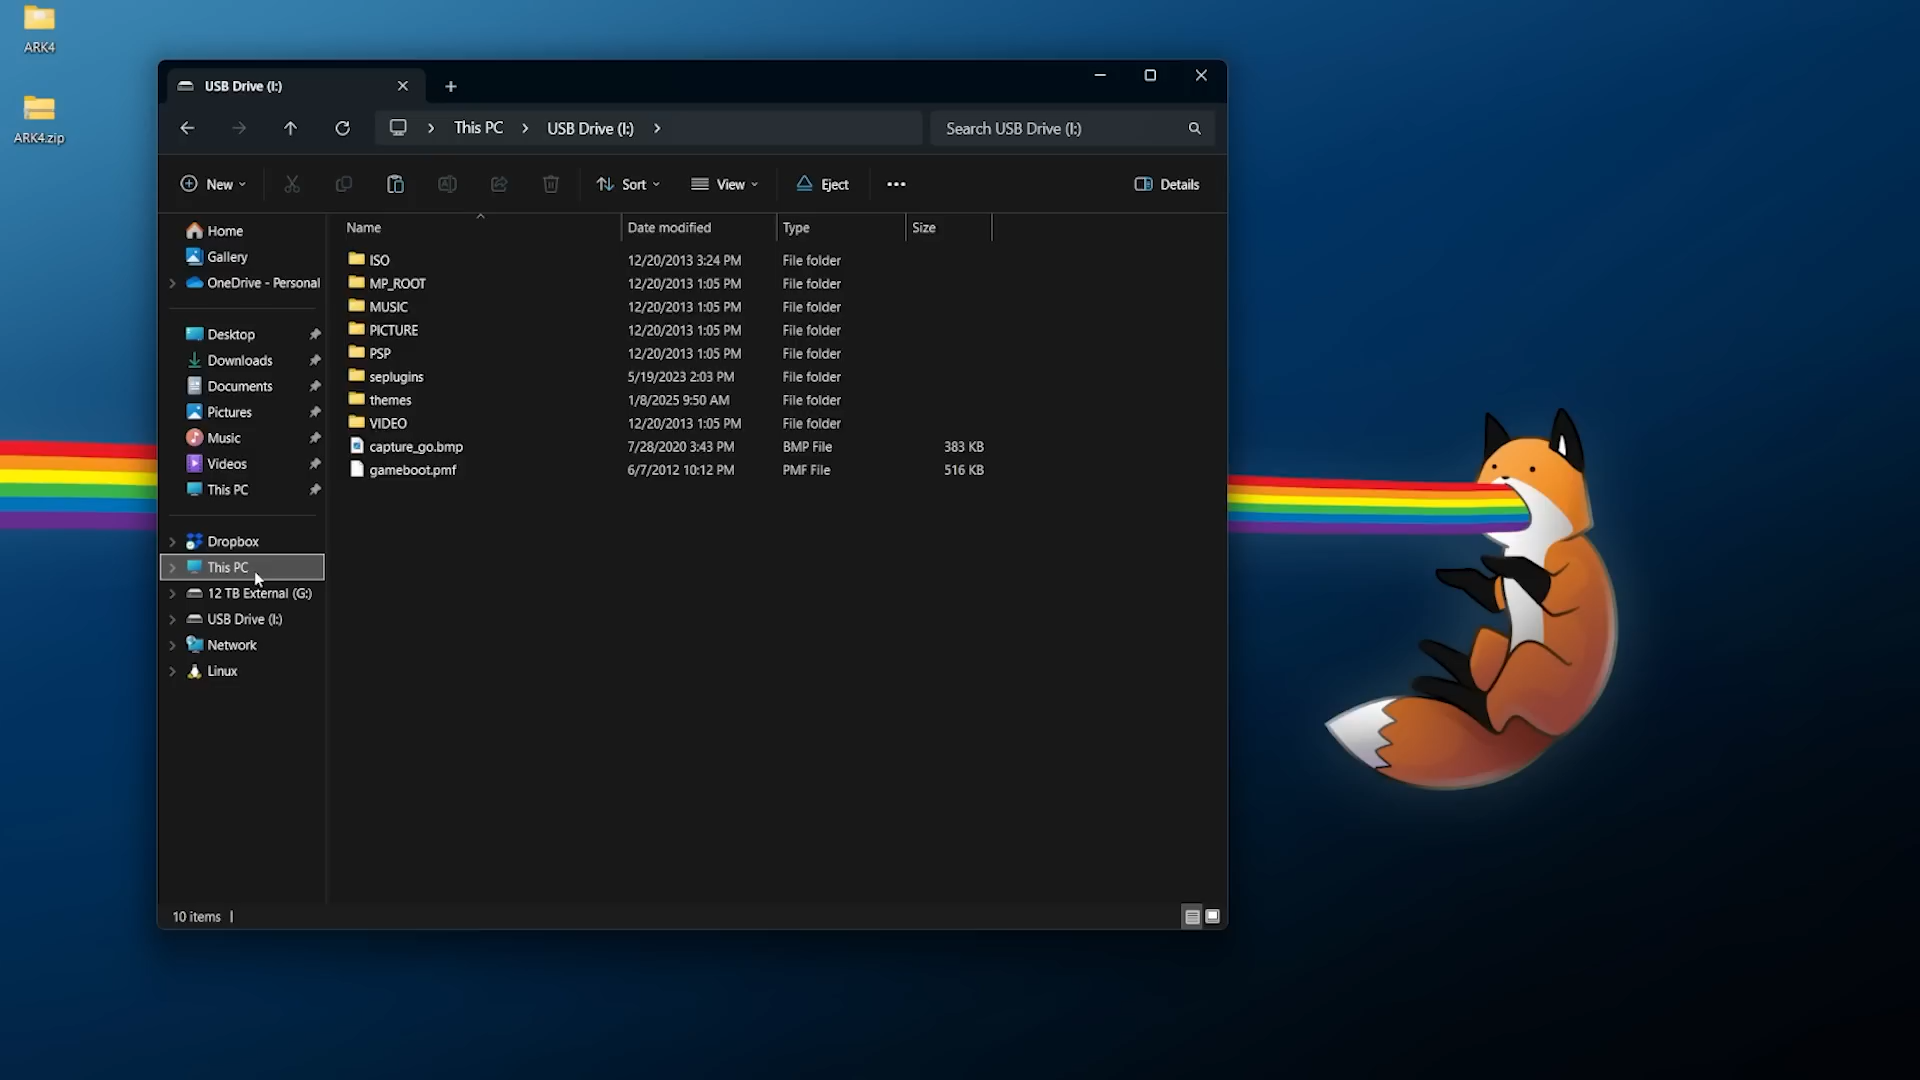 ARK4
ARK4.zip
USB Drive (I:)
This PC
USB Drive (I:)
Search USB Drive (I:)
New
Sort
View
Eject
Details
Home
Gallery
OneDrive - Personal
Desktop
Downloads
Documents
Pictures
Music
Videos
This PC
Dropbox
This PC
12 TB External (G:)
USB Drive (I:)
Network
Linux
Name Date modified Type Size
ISO 12/20/2013 3:24 PM File folder
MP_ROOT 12/20/2013 1:05 PM File folder
MUSIC 12/20/2013 1:05 PM File folder
PICTURE 12/20/2013 1:05 PM File folder
PSP 12/20/2013 1:05 PM File folder
seplugins 5/19/2023 2:03 PM File folder
themes 1/8/2025 9:50 AM File folder
VIDEO 12/20/2013 1:05 PM File folder
capture_go.bmp 7/28/2020 3:43 PM BMP File 383 KB
gameboot.pmf 6/7/2012 10:12 PM PMF File 516 KB
10 items